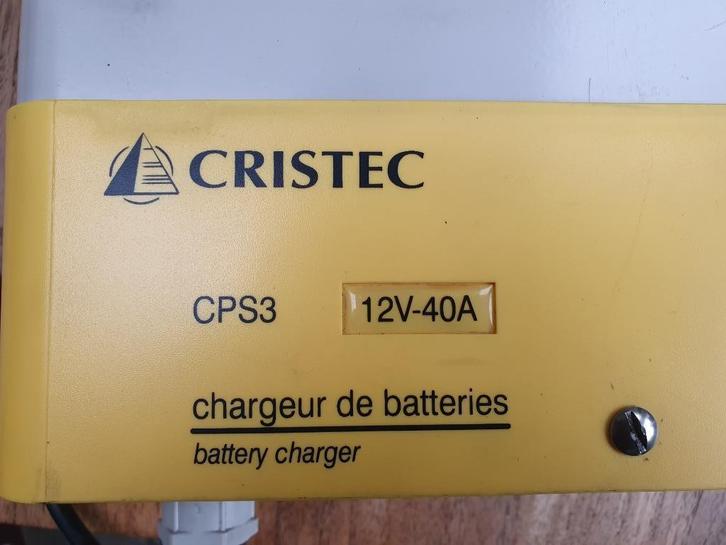 CRISTEC
CPS3 12V-40A
chargeur de batteries
battery charger